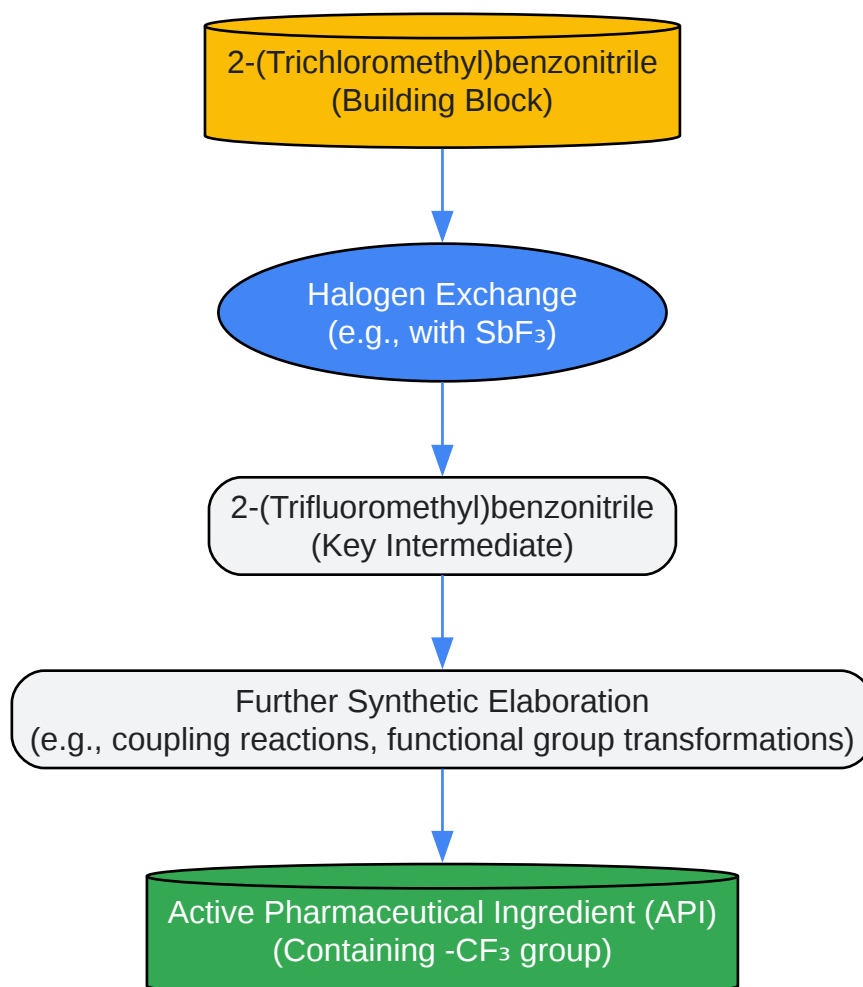 2-(Trichloromethyl)benzonitrile
(Building Block)
Halogen Exchange
(e.g., with SbF₃)
2-(Trifluoromethyl)benzonitrile
(Key Intermediate)
Further Synthetic Elaboration
(e.g., coupling reactions, functional group transformations)
Active Pharmaceutical Ingredient (API)
(Containing -CF₃ group)